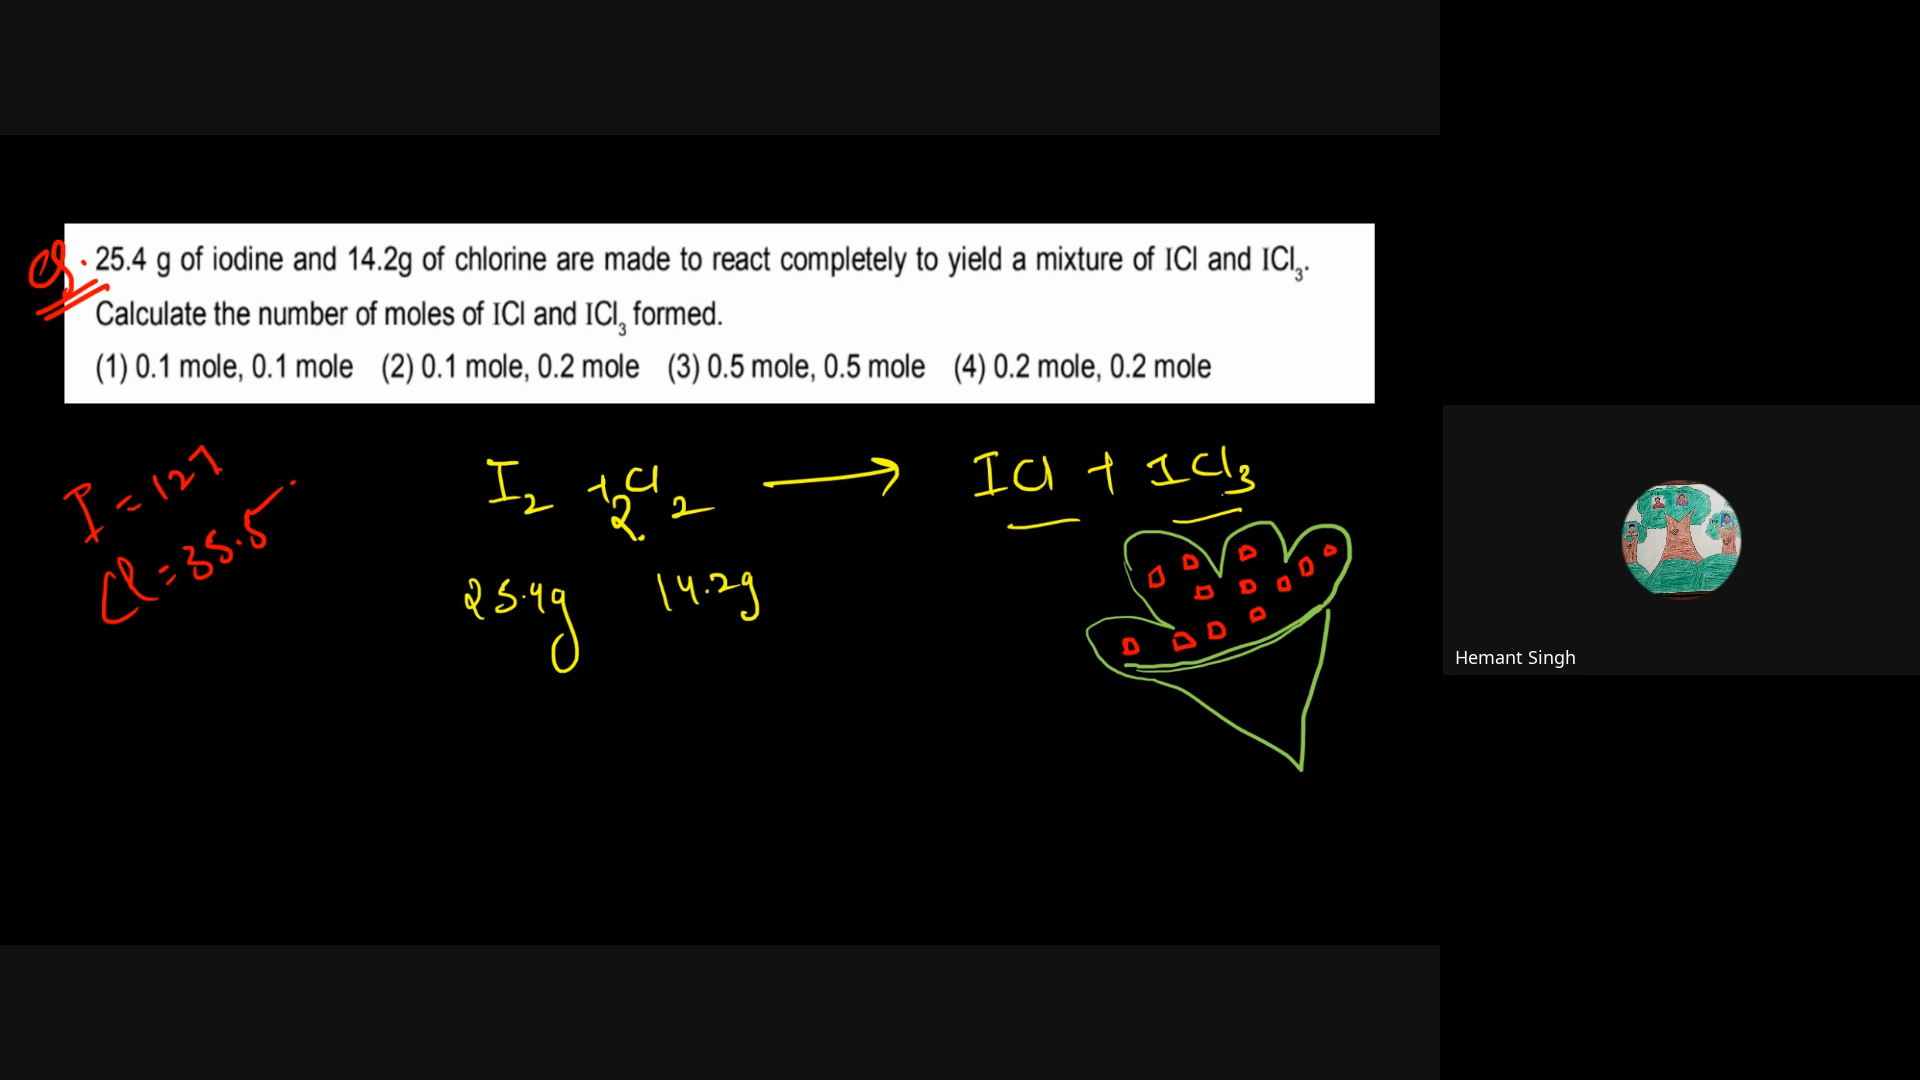 Q. 25.4 g of iodine and 14.2g of chlorine are made to react completely to yield a mixture of ICl and ICl₃.
Calculate the number of moles of ICl and ICl₃ formed.
(1) 0.1 mole, 0.1 mole (2) 0.1 mole, 0.2 mole (3) 0.5 mole, 0.5 mole (4) 0.2 mole, 0.2 mole
I = 127
Cl = 35.5
I₂ + 2Cl₂ ⟶ ICl + ICl₃
25.4g 14.2g
Hemant Singh